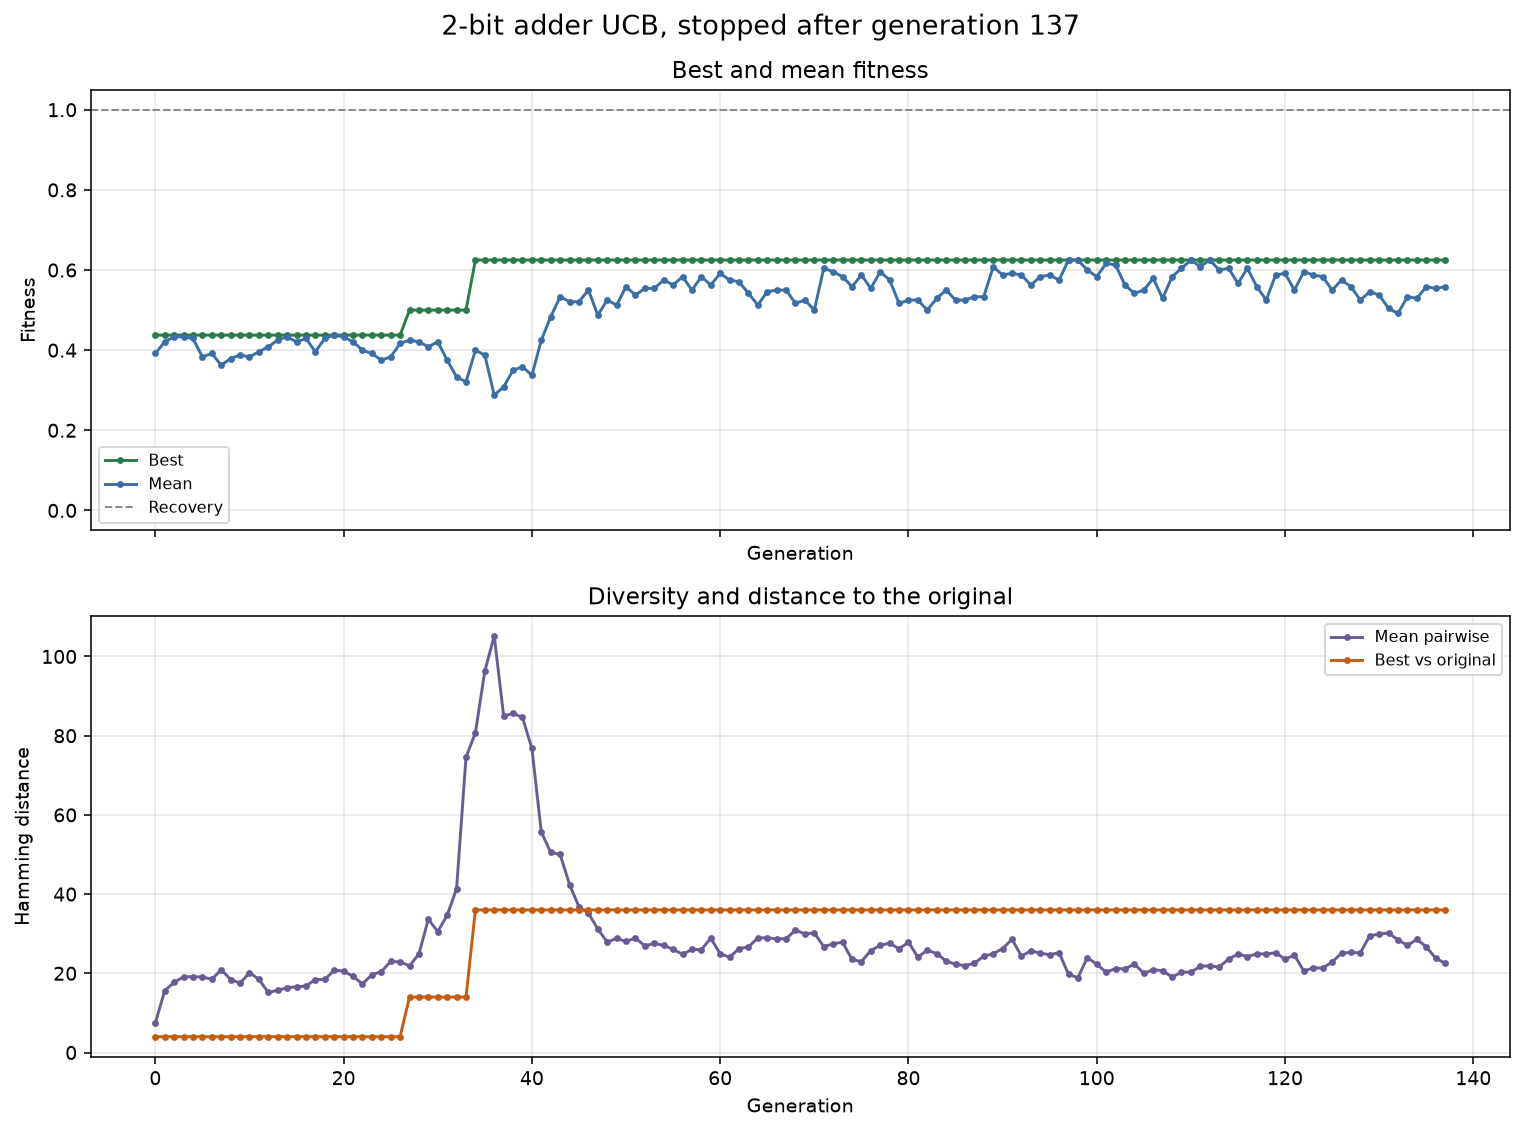 2-bit adder UCB, stopped after generation 137
Best and mean fitness
1.0
0.8
0.6
0.4
0.2
0.0
Fitness
Best
Mean
Recovery
Generation
Diversity and distance to the original
100
80
60
40
20
0
Hamming distance
Mean pairwise
Best vs original
0 20 40 60 80 100 120 140
Generation